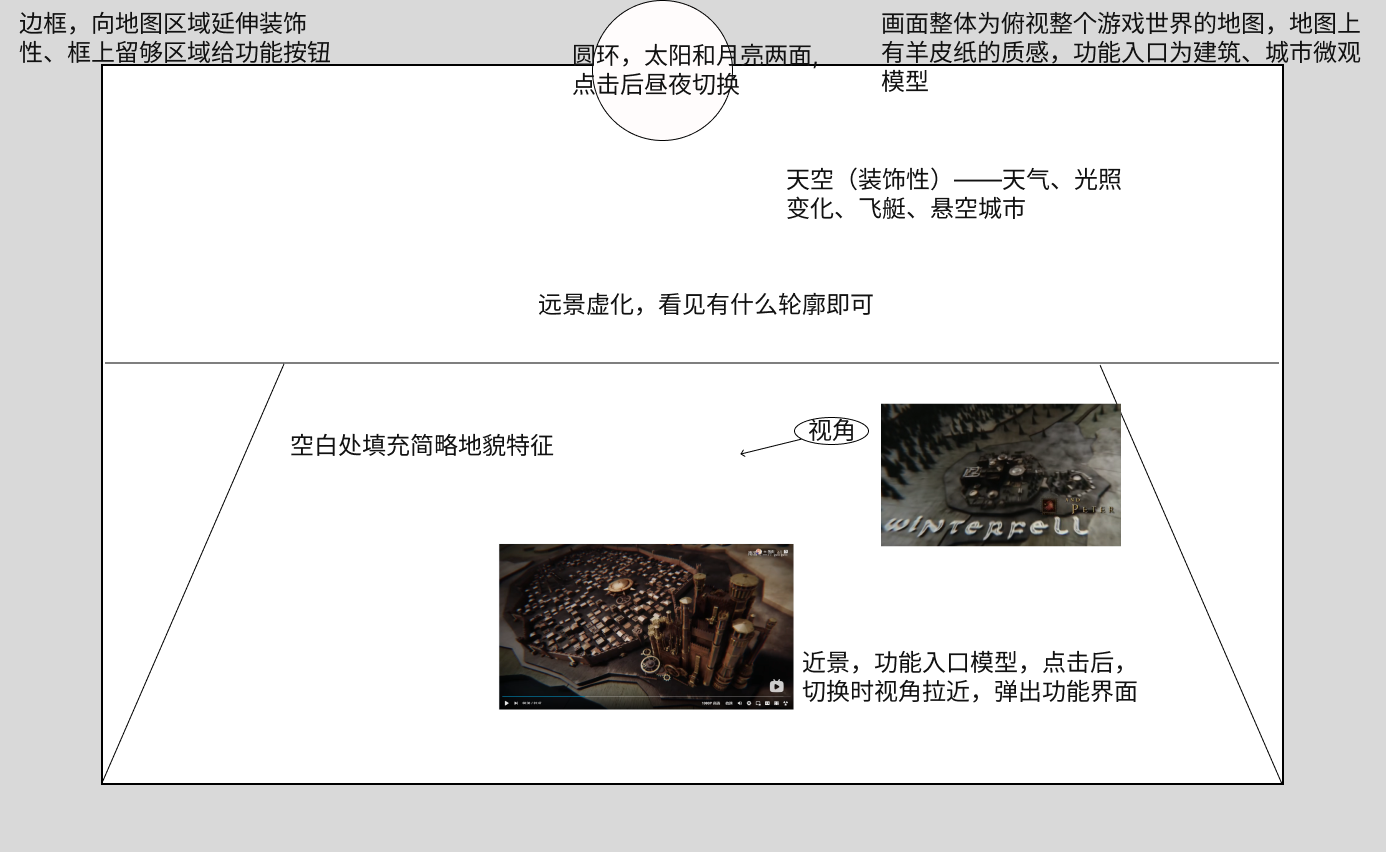 边框，向地图区域延伸装饰
性、框上留够区域给功能按钮
圆环，太阳和月亮两面，
点击后昼夜切换
画面整体为俯视整个游戏世界的地图，地图上
有羊皮纸的质感，功能入口为建筑、城市微观
模型
天空（装饰性）——天气、光照
变化、飞艇、悬空城市
远景虚化，看见有什么轮廓即可
空白处填充简略地貌特征
视角
AND
PETER
WINTERFELL
近景，功能入口模型，点击后，
切换时视角拉近，弹出功能界面